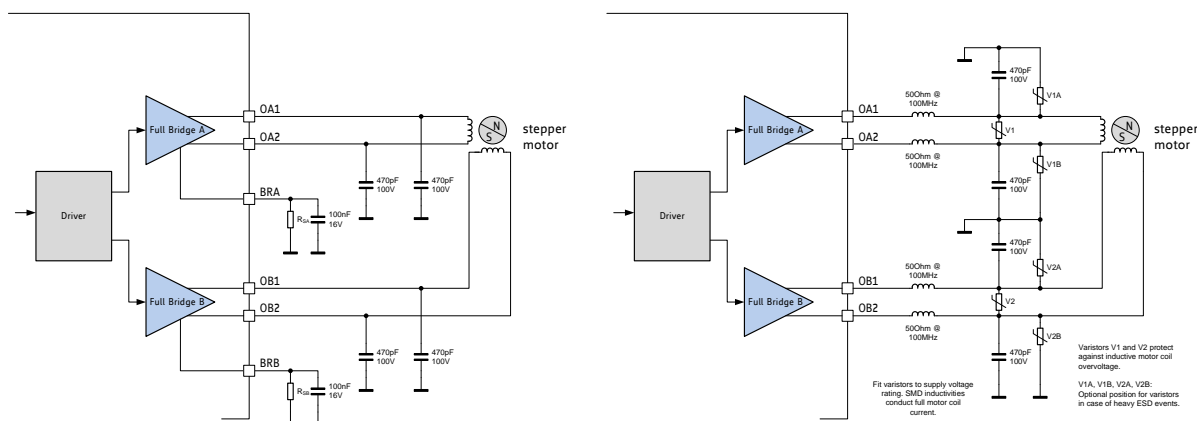 OA1
Full Bridge A
OA2
N
S
stepper
motor
470pF
100V
470pF
100V
BRA
Driver
RSA
100nF
16V
OB1
Full Bridge B
OB2
470pF
100V
470pF
100V
BRB
RSB
100nF
16V
470pF
100V
V1A
50Ohm @
100MHz
OA1
Full Bridge A
V1
N
S
stepper
motor
OA2
50Ohm @
100MHz
V1B
470pF
100V
Driver
470pF
100V
50Ohm @
100MHz
V2A
OB1
Full Bridge B
V2
OB2
50Ohm @
100MHz
V2B
470pF
100V
Varistors V1 and V2 protect
against inductive motor coil
overvoltage.
V1A, V1B, V2A, V2B:
Optional position for varistors
in case of heavy ESD events.
Fit varistors to supply voltage
rating. SMD inductivities
conduct full motor coil
current.